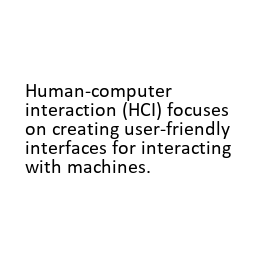 Human-computer
interaction (HCI) focuses
on creating user-friendly
interfaces for interacting
with machines.